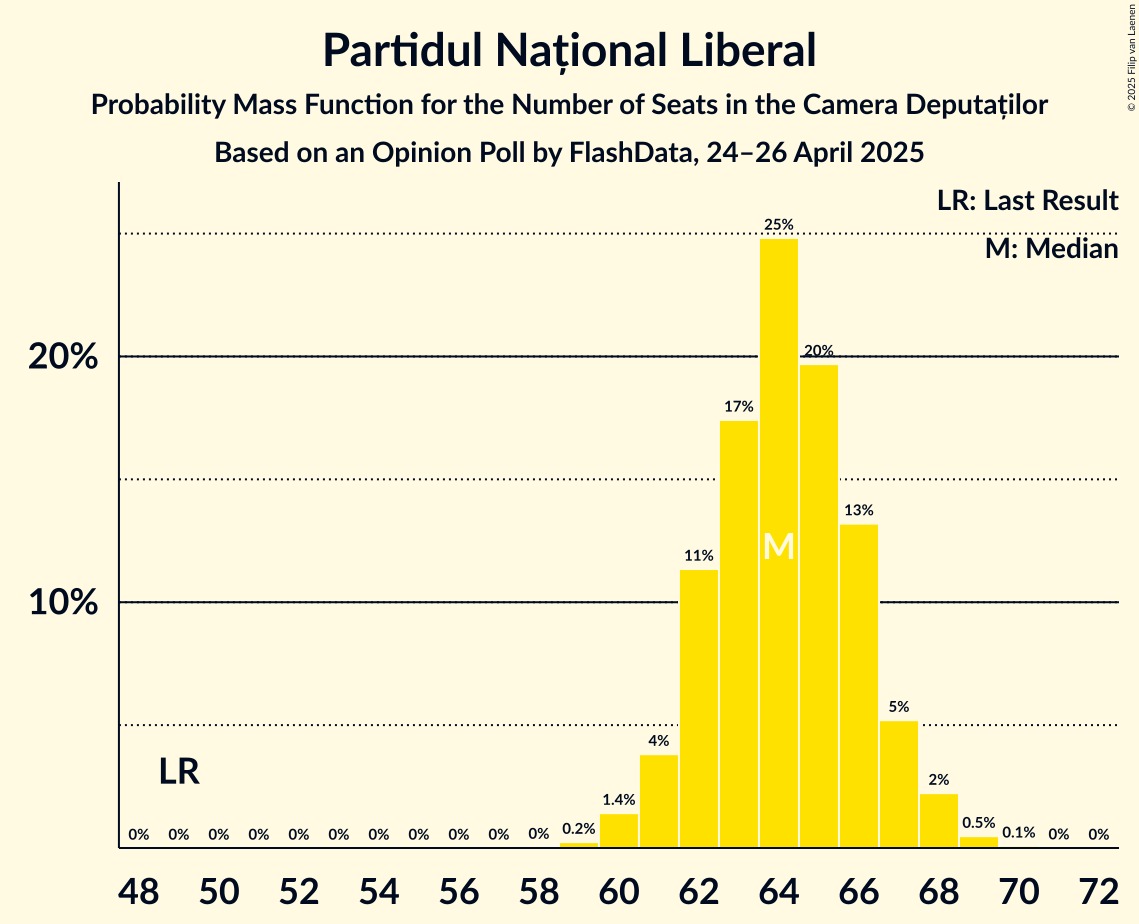 Partidul Național Liberal
Probability Mass Function for the Number of Seats in the Camera Deputaților
Based on an Opinion Poll by FlashData, 24–26 April 2025
© 2025 Filip van Laenen
LR: Last Result
M: Median
20%
10%
LR
M
0% 0% 0% 0% 0% 0% 0% 0% 0% 0% 0% 0.2% 1.4% 4% 11% 17% 25% 20% 13% 5% 2% 0.5% 0.1% 0% 0%
48 50 52 54 56 58 60 62 64 66 68 70 72